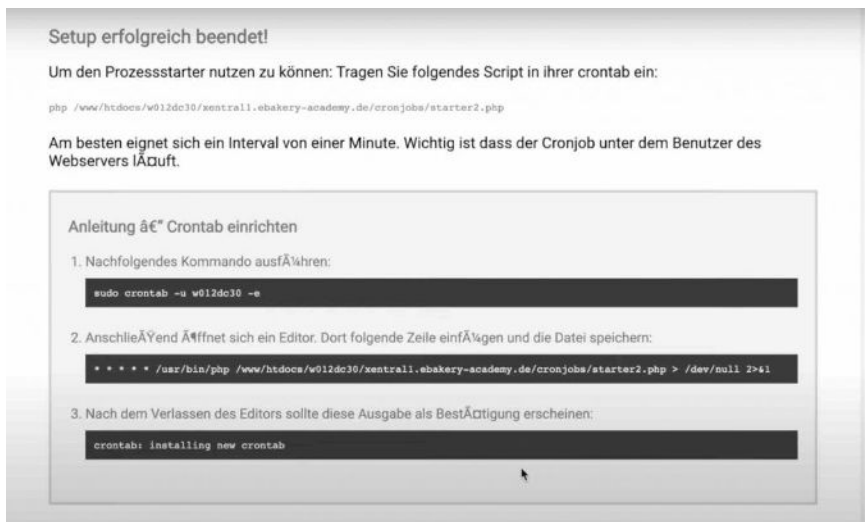 Setup erfolgreich beendet!
Um den Prozessstarter nutzen zu können: Tragen Sie folgendes Script in ihrer crontab ein:
php /www/htdocs/w012dc30/xentral1.ebakery-academy.de/cronjobs/starter2.php
Am besten eignet sich ein Interval von einer Minute. Wichtig ist dass der Cronjob unter dem Benutzer des
Webservers lÃ¤uft.
Anleitung â€“ Crontab einrichten
1. Nachfolgendes Kommando ausfÃ¼hren:
sudo crontab -u w012dc30 -e
2. AnschlieÃŸend Ã¶ffnet sich ein Editor. Dort folgende Zeile einfÃ¼gen und die Datei speichern:
* * * * * /usr/bin/php /www/htdocs/w012dc30/xentral1.ebakery-academy.de/cronjobs/starter2.php > /dev/null 2>&1
3. Nach dem Verlassen des Editors sollte diese Ausgabe als BestÃ¤tigung erscheinen:
crontab: installing new crontab